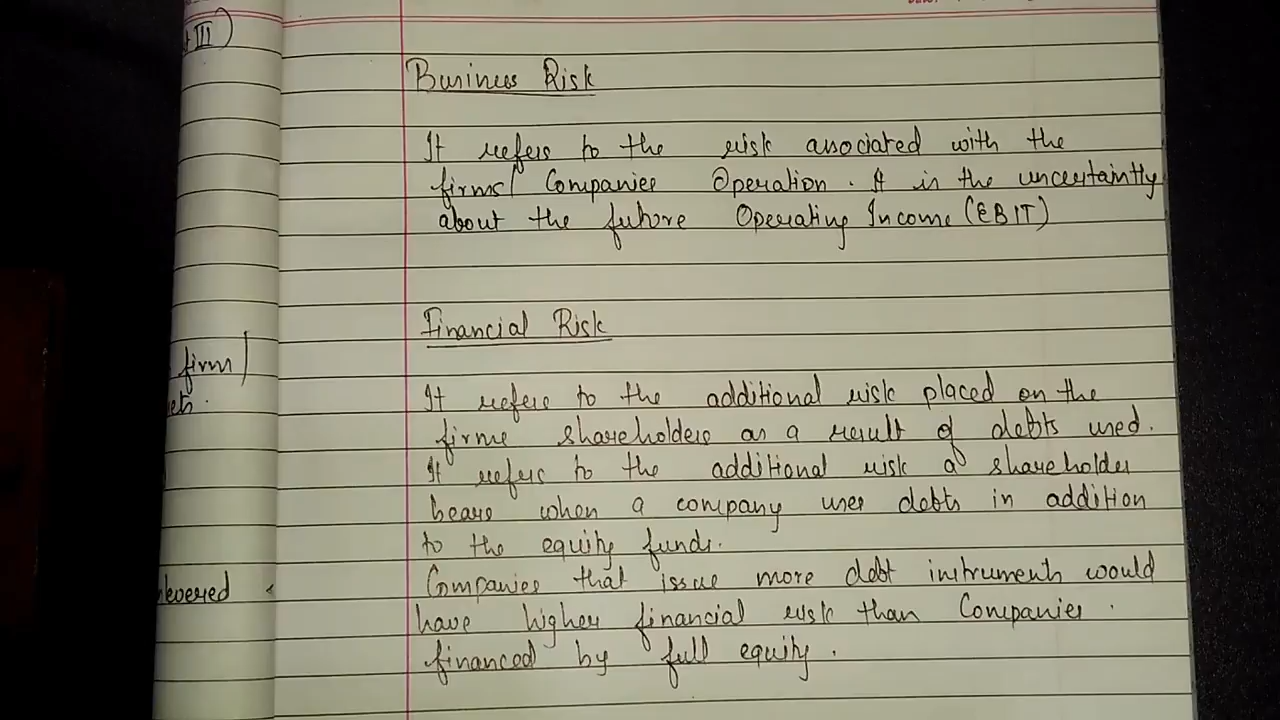 III)
Business Risk
It refers to the risk associated with the
firms/ Companies Operation. It is the uncertaintly
about the future Operating Income (EBIT)
Financial Risk
firm/
It refers to the additional risk placed on the
firms shareholders as a result of debts used.
It refers to the additional risk a shareholder
bears when a company uses debts in addition
to the equity funds.
Companies that issue more debt instruments would
levered
have higher financial risk than Companies
financed by full equity.